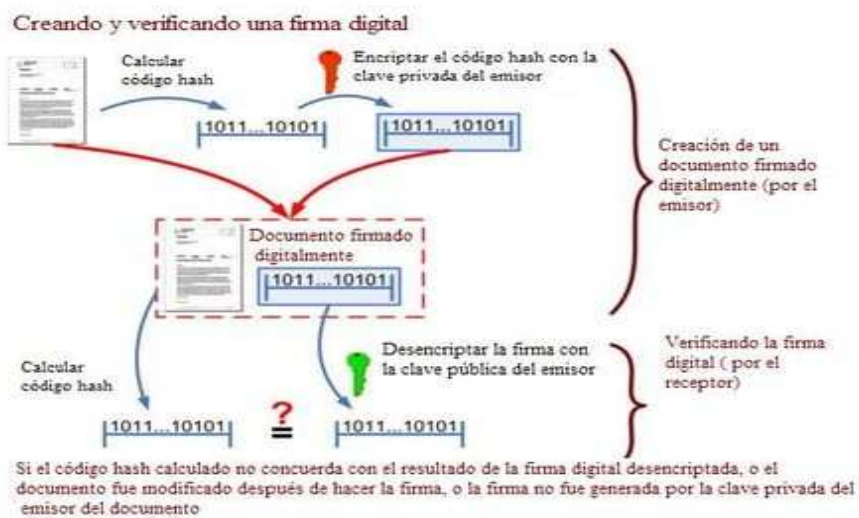 Creando y verificando una firma digital
Calcular
código hash
Encriptar el código hash con la
clave privada del emisor
1011...10101
1011...10101
Creación de un
documento firmado
digitalmente (por el
emisor)
Documento firmado
digitalmente
1011...10101
Calcular
código hash
Desencriptar la firma con
la clave pública del emisor
Verificando la firma
digital ( por el
receptor)
1011...10101
?
=
1011...10101
Si el código hash calculado no concuerda con el resultado de la firma digital desencriptada, o el
documento fue modificado después de hacer la firma, o la firma no fue generada por la clave privada del
emisor del documento